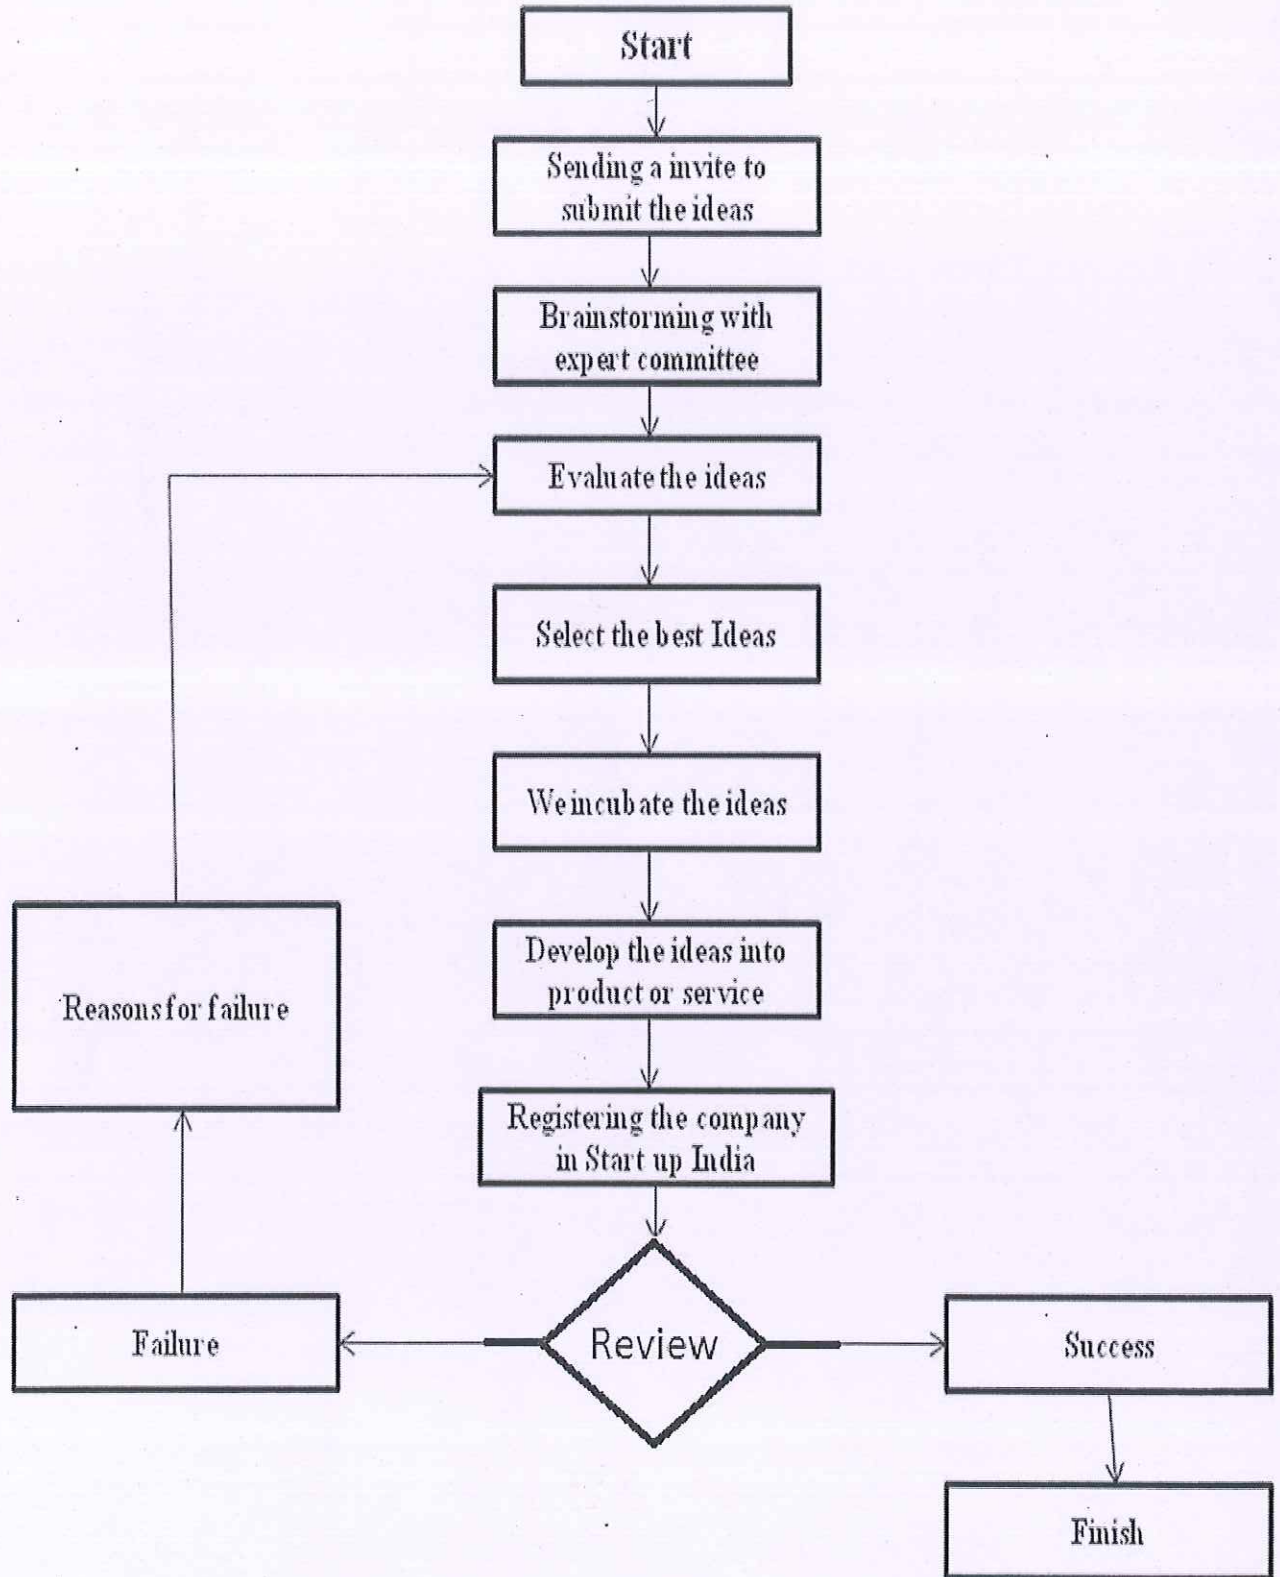 Start
Sending a invite to
submit the ideas
Brainstorming with
expert committee
Evaluate the ideas
Select the best Ideas
We incubate the ideas
Develop the ideas into
product or service
Reasons for failure
Registering the company
in Start up India
Failure
Review
Success
Finish